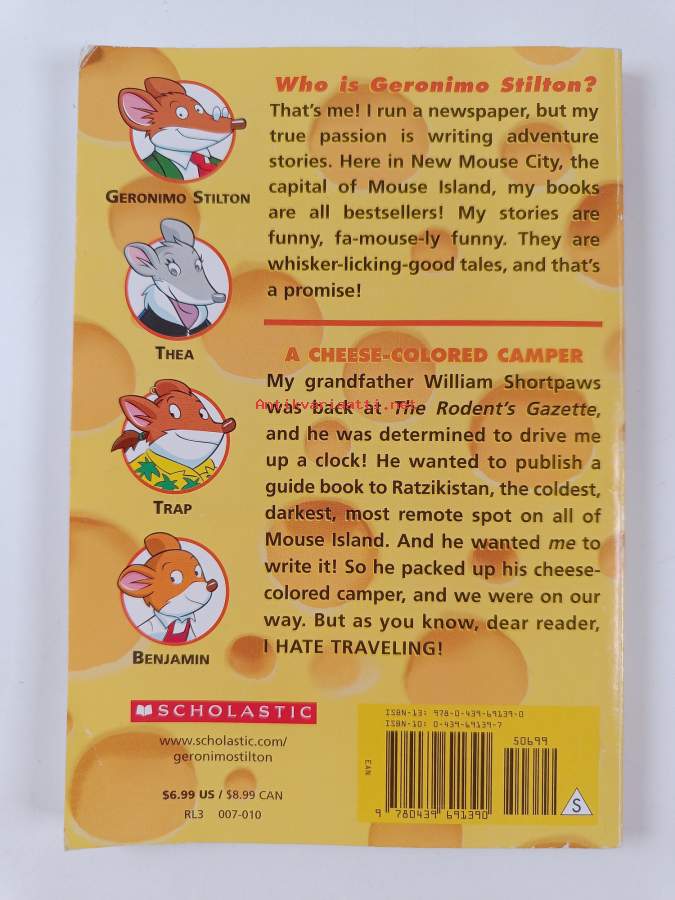 GERONIMO STILTON
THEA
TRAP
BENJAMIN
Who is Geronimo Stilton?
That's me! I run a newspaper, but my
true passion is writing adventure
stories. Here in New Mouse City, the
capital of Mouse Island, my books
are all bestsellers! My stories are
funny, fa-mouse-ly funny. They are
whisker-licking-good tales, and that's
a promise!
A CHEESE-COLORED CAMPER
My grandfather William Shortpaws
Antikvariaatti.net
was back at The Rodent's Gazette,
and he was determined to drive me
up a clock! He wanted to publish a
guide book to Ratzikistan, the coldest,
darkest, most remote spot on all of
Mouse Island. And he wanted me to
write it! So he packed up his cheese-
colored camper, and we were on our
way. But as you know, dear reader,
I HATE TRAVELING!
SCHOLASTIC
www.scholastic.com/
geronimostilton
$6.99 US / $8.99 CAN
RL3 007-010
ISBN-13: 978-0-439-69139-0
ISBN-10: 0-439-69139-7
50699
EAN
9 780439 691390
S